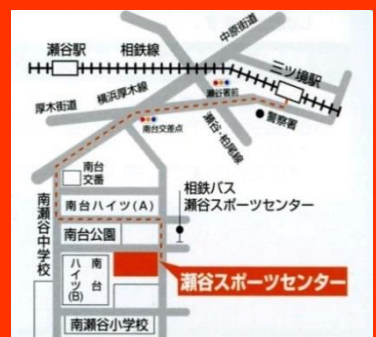 中原街道
瀬谷駅
相鉄線
三ツ境駅
横浜厚木線
厚木街道
瀬谷署前
南台交差点
瀬谷・柏尾線
警察署
南台
交番
相鉄バス
瀬谷スポーツセンター
南台ハイツ(A)
南瀬谷中学校
南台公園
南台
ハイツ(B)
瀬谷スポーツセンター
南瀬谷小学校